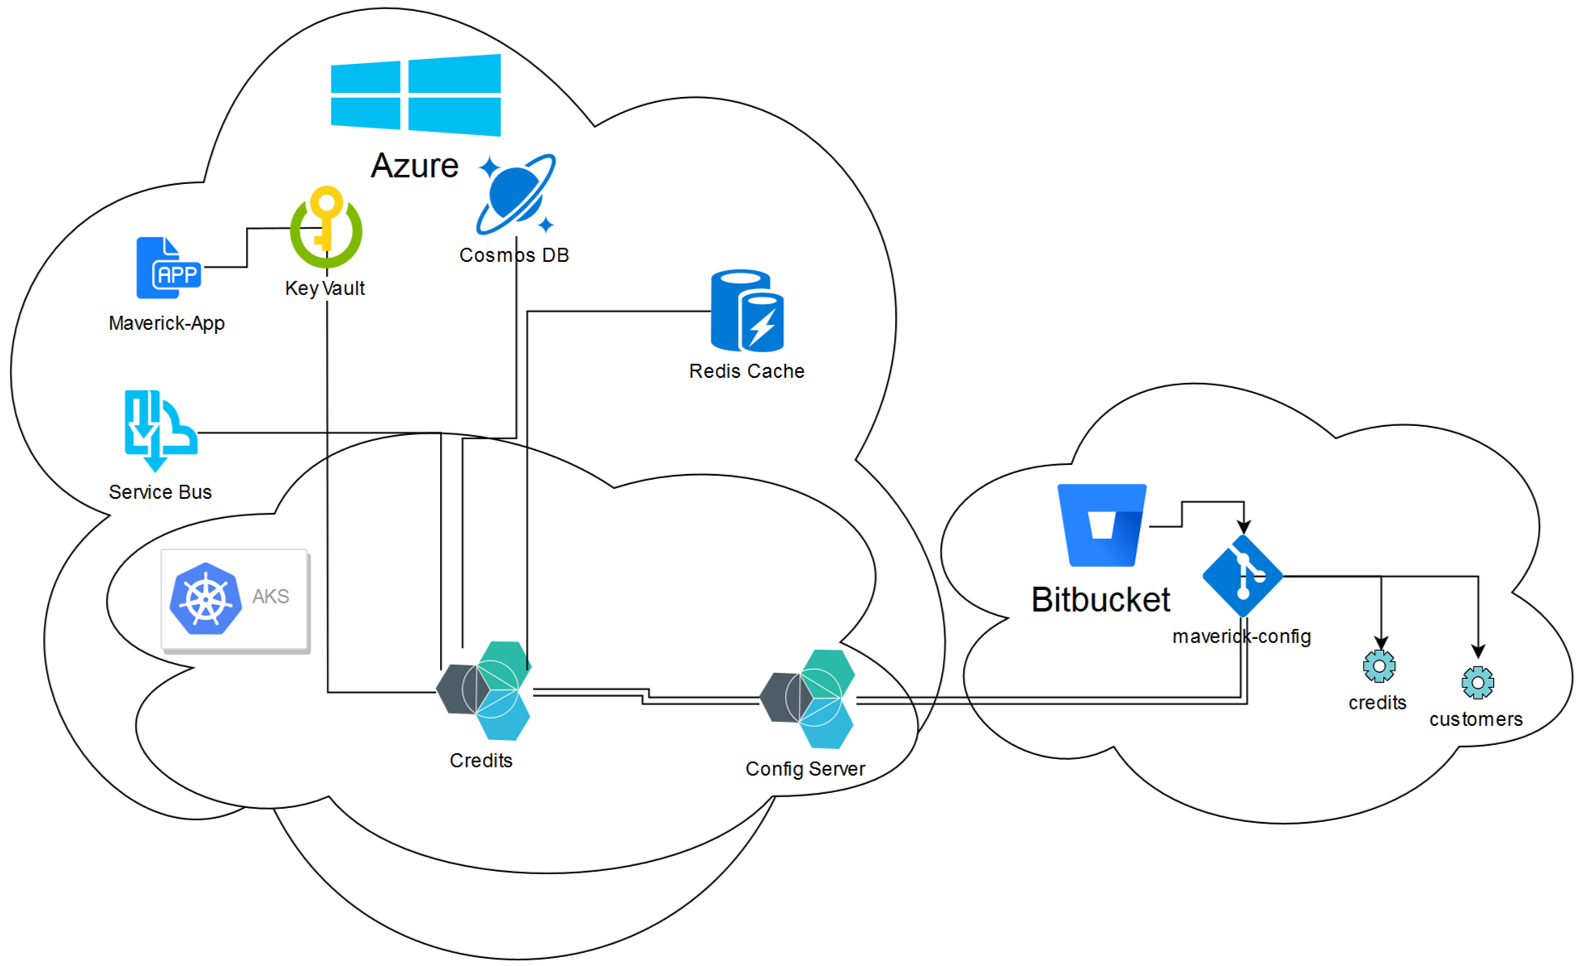 Azure
Cosmos DB
Key Vault
APP
Maverick-App
Redis Cache
Service Bus
AKS
Credits
Config Server
Bitbucket
maverick-config
credits
customers